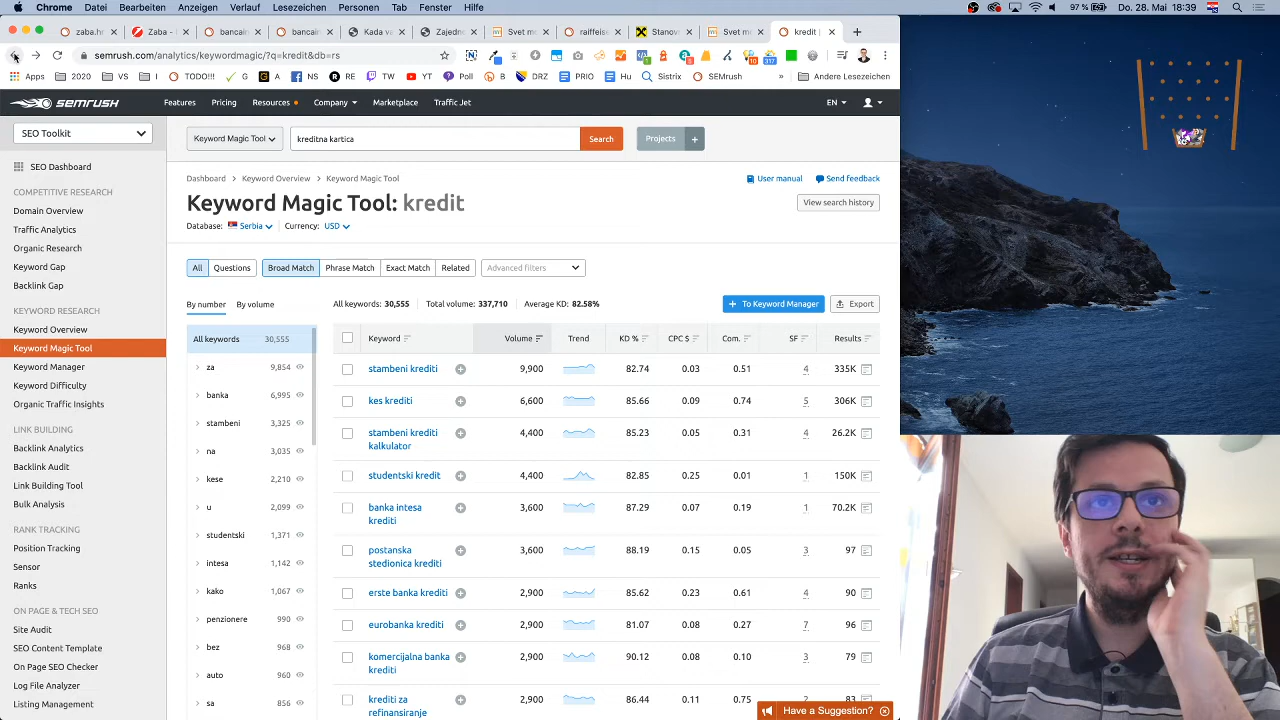 Chrome Datei Bearbeiten Anzeigen Verlauf Lesezeichen Personen Tab Fenster Hilfe
97 % Do. 28. Mai 18:39
zaba.hr Zaba - bancain bancain Kada v Zajedni Svet m raiffeise Stanov Svet m kredit |
semrush.com/analytics/keywordmagic/?q=kredit&db=rs
Apps 2020 VS I TODO!!! G A NS RE TW YT Poll B DRZ PRIO Hu Sistrix SEMrush » Andere Lesezeichen
SEMRUSH Features Pricing Resources Company Marketplace Traffic Jet EN
SEO Toolkit
Keyword Magic Tool kreditna kartica Search Projects +
SEO Dashboard
COMPETITIVE RESEARCH
Domain Overview
Traffic Analytics
Organic Research
Keyword Gap
Backlink Gap
KEYWORD RESEARCH
Keyword Overview
Keyword Magic Tool
Keyword Manager
Keyword Difficulty
Organic Traffic Insights
LINK BUILDING
Backlink Analytics
Backlink Audit
Link Building Tool
Bulk Analysis
RANK TRACKING
Position Tracking
Sensor
Ranks
ON PAGE & TECH SEO
Site Audit
SEO Content Template
On Page SEO Checker
Log File Analyzer
Listing Management
Dashboard > Keyword Overview > Keyword Magic Tool
User manual Send feedback
Keyword Magic Tool: kredit
View search history
Database: Serbia Currency: USD
All Questions Broad Match Phrase Match Exact Match Related Advanced filters
By number By volume
All keywords: 30,555 Total volume: 337,710 Average KD: 82.58%
+ To Keyword Manager Export
All keywords 30,555
za 9,854
banka 6,995
stambeni 3,325
na 3,035
kese 2,210
u 2,099
studentski 1,371
intesa 1,142
kako 1,067
penzionere 990
bez 968
auto 960
sa 856
Keyword Volume Trend KD % CPC $ Com. SF Results
stambeni krediti 9,900 82.74 0.03 0.51 4 335K
kes krediti 6,600 85.66 0.09 0.74 5 306K
stambeni krediti
kalkulator 4,400 85.23 0.05 0.31 4 26.2K
studentski kredit 4,400 82.85 0.25 0.01 1 150K
banka intesa
krediti 3,600 87.29 0.07 0.19 1 70.2K
postanska
stedionica krediti 3,600 88.19 0.15 0.05 3 97
erste banka krediti 2,900 85.62 0.23 0.61 4 90
eurobanka krediti 2,900 81.07 0.08 0.27 7 96
komercijalna banka
krediti 2,900 90.12 0.08 0.10 3 79
krediti za
refinansiranje 2,900 86.44 0.11 0.75 83
Have a Suggestion?